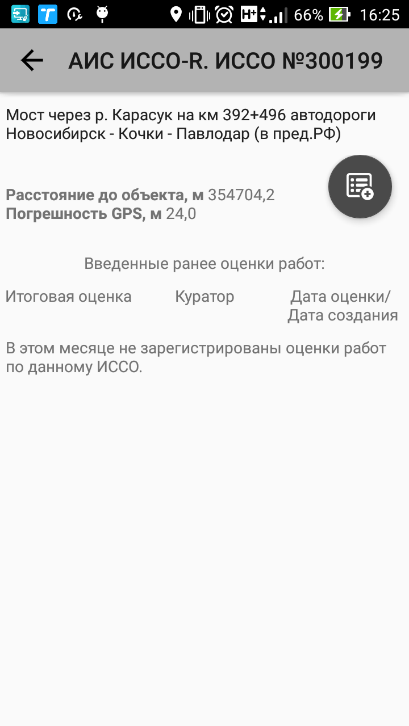 66% 16:25
АИС ИССО-R. ИССО №300199
Мост через р. Карасук на км 392+496 автодороги
Новосибирск - Кочки - Павлодар (в пред.РФ)
Расстояние до объекта, м 354704,2
Погрешность GPS, м 24,0
Введенные ранее оценки работ:
Итоговая оценка Куратор Дата оценки/
Дата создания
В этом месяце не зарегистрированы оценки работ
по данному ИССО.